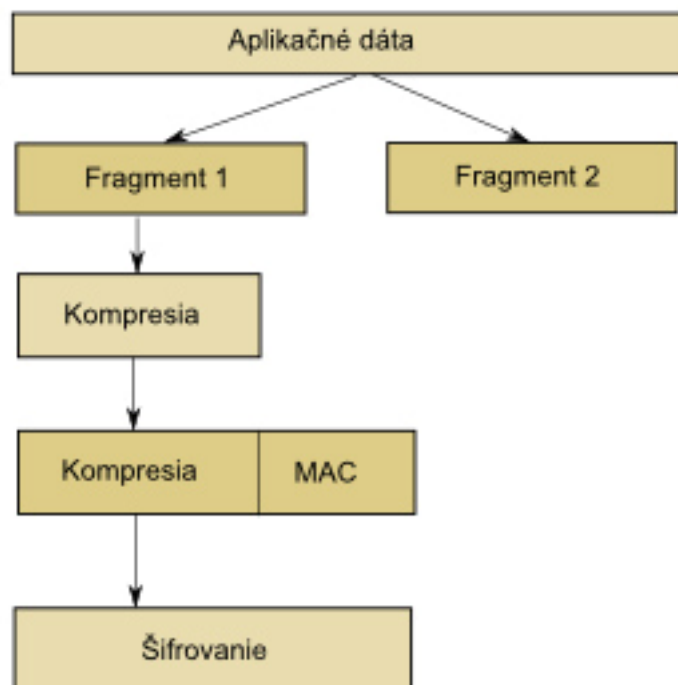 Aplikačné dáta
Fragment 1
Fragment 2
Kompresia
Kompresia
MAC
Šifrovanie